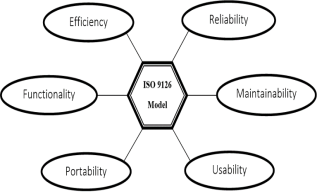 Efficiency
Reliability
Functionality
ISO 9126
Model
Maintainability
Portability
Usability